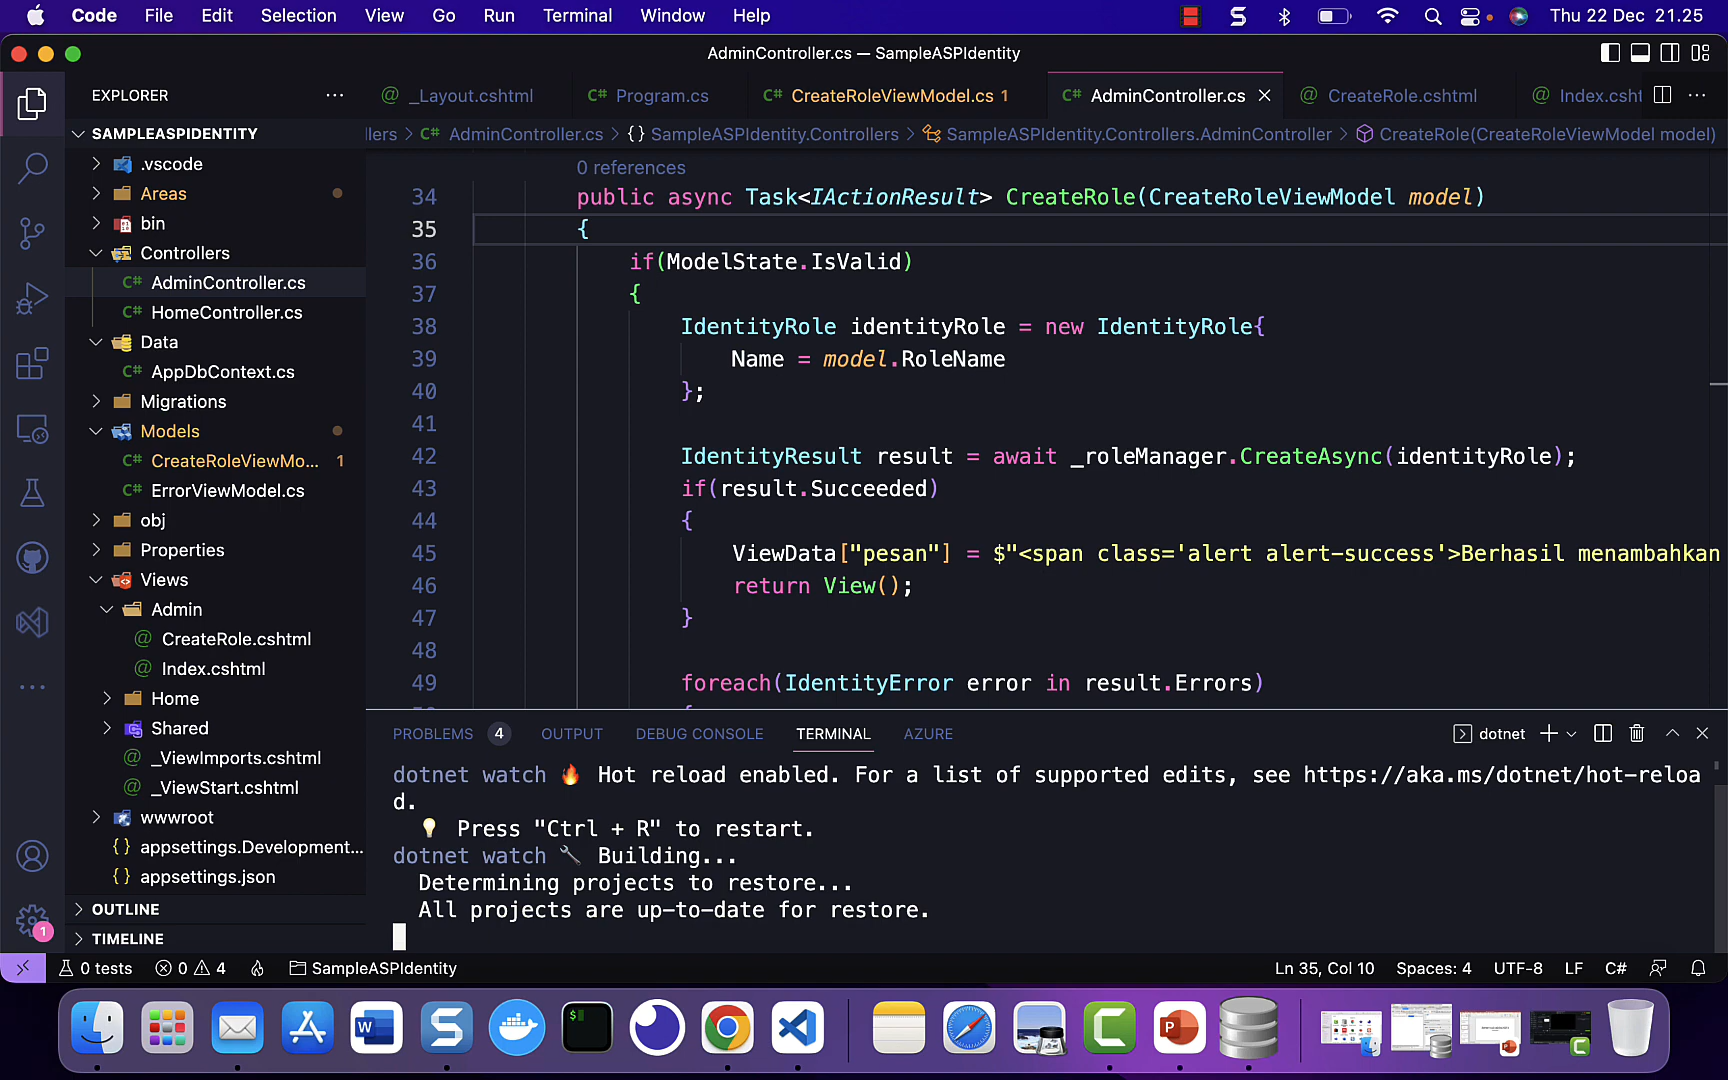 Code File Edit Selection View Go Run Terminal Window Help Thu 22 Dec 21.25
AdminController.cs — SampleASPIdentity
EXPLORER
_Layout.cshtml C# Program.cs C# CreateRoleViewModel.cs 1 C# AdminController.cs CreateRole.cshtml Index.csht
llers > C# AdminController.cs > {} SampleASPIdentity.Controllers > SampleASPIdentity.Controllers.AdminController > CreateRole(CreateRoleViewModel model)
SAMPLEASPIDENTITY
.vscode
Areas
bin
Controllers
C# AdminController.cs
C# HomeController.cs
Data
C# AppDbContext.cs
Migrations
Models
C# CreateRoleViewMo... 1
C# ErrorViewModel.cs
obj
Properties
Views
Admin
@ CreateRole.cshtml
@ Index.cshtml
Home
Shared
@ _ViewImports.cshtml
@ _ViewStart.cshtml
wwwroot
{} appsettings.Development...
{} appsettings.json
OUTLINE
TIMELINE
0 references
34 public async Task<IActionResult> CreateRole(CreateRoleViewModel model)
35 {
36 if(ModelState.IsValid)
37 {
38 IdentityRole identityRole = new IdentityRole{
39 Name = model.RoleName
40 };
41
42 IdentityResult result = await _roleManager.CreateAsync(identityRole);
43 if(result.Succeeded)
44 {
45 ViewData["pesan"] = $"<span class='alert alert-success'>Berhasil menambahkan
46 return View();
47 }
48
49 foreach(IdentityError error in result.Errors)
PROBLEMS 4 OUTPUT DEBUG CONSOLE TERMINAL AZURE dotnet
dotnet watch 🔥 Hot reload enabled. For a list of supported edits, see https://aka.ms/dotnet/hot-reloa
d.
💡 Press "Ctrl + R" to restart.
dotnet watch 🔧 Building...
Determining projects to restore...
All projects are up-to-date for restore.
1
0 tests 0 4 SampleASPIdentity Ln 35, Col 10 Spaces: 4 UTF-8 LF C#